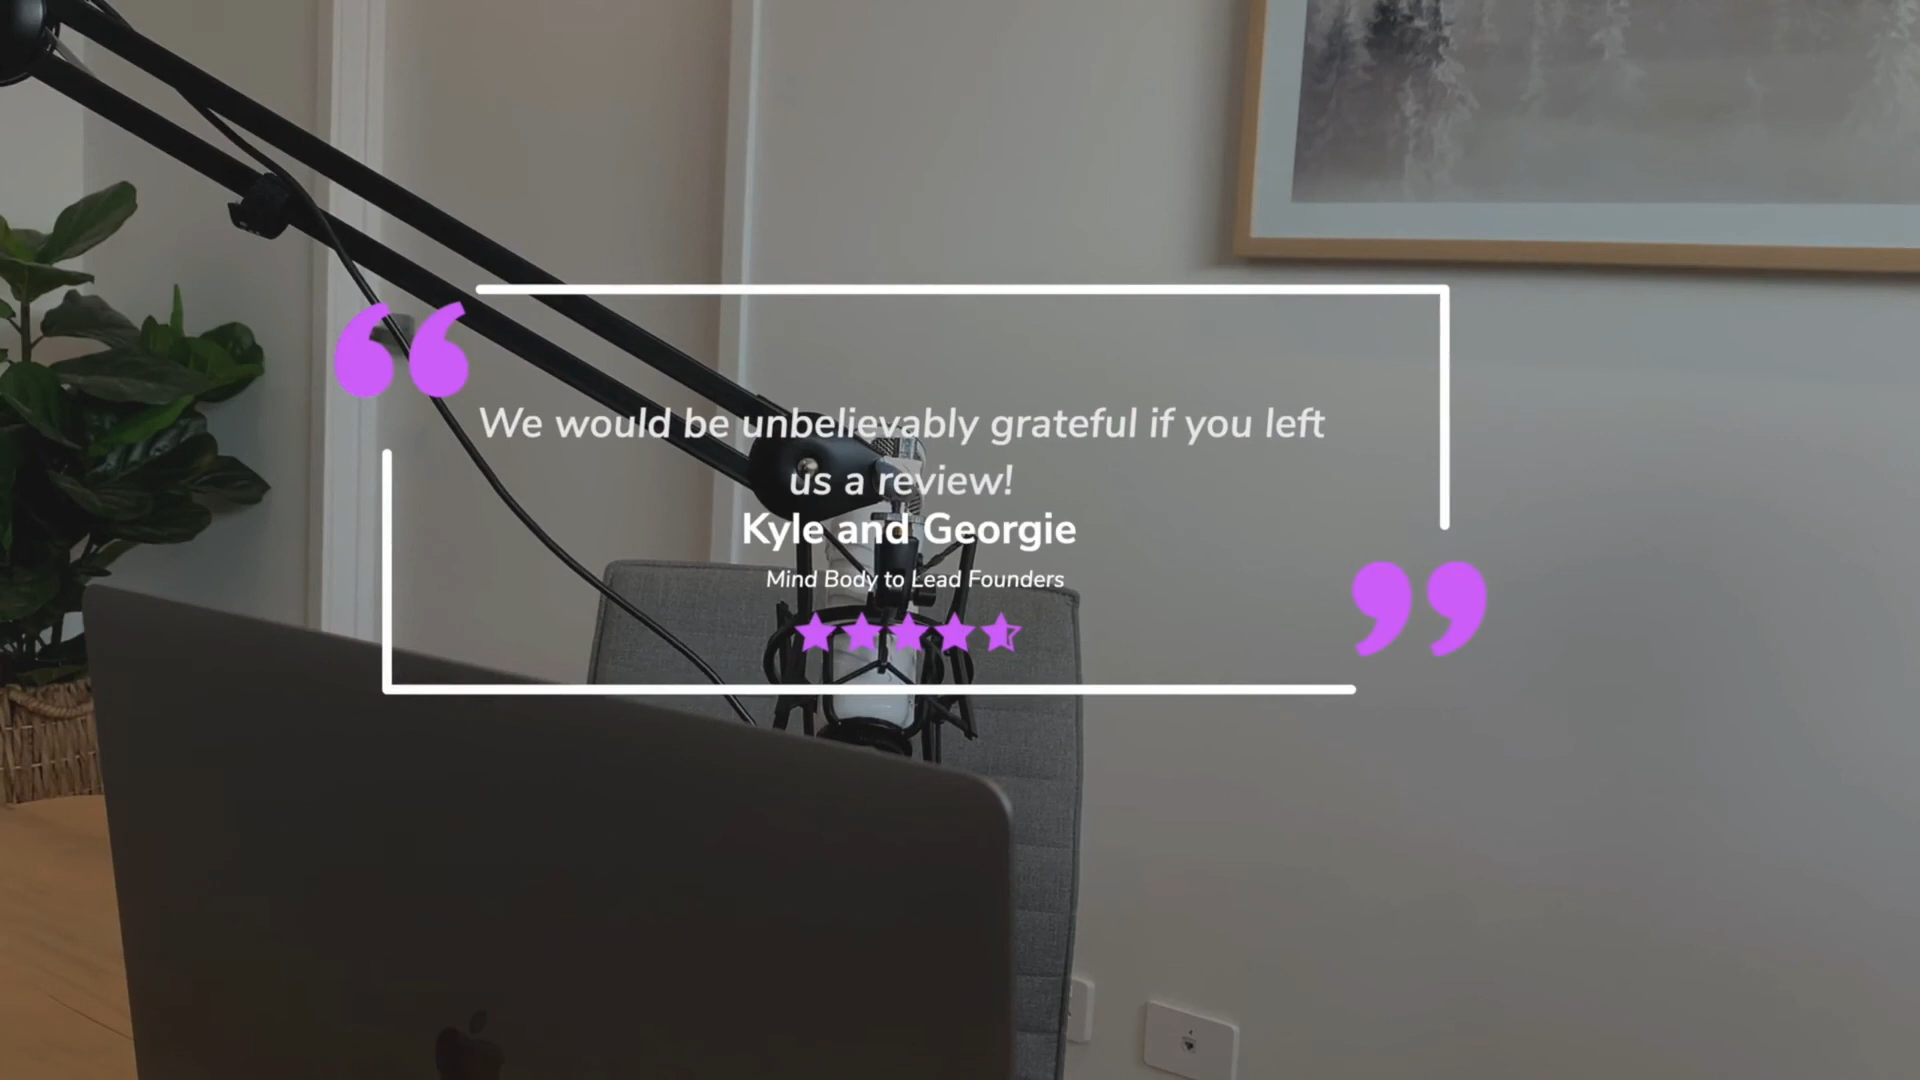 We would be unbelievably grateful if you left
us a review!
Kyle and Georgie
Mind Body to Lead Founders